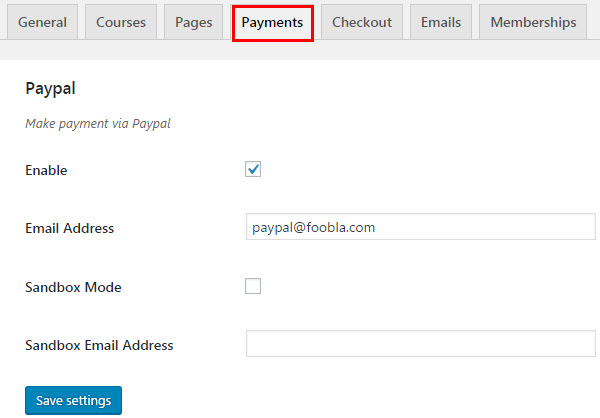 General Courses Pages Payments Checkout Emails Memberships
Paypal
Make payment via Paypal
Enable
Email Address paypal@foobla.com
Sandbox Mode
Sandbox Email Address
Save settings